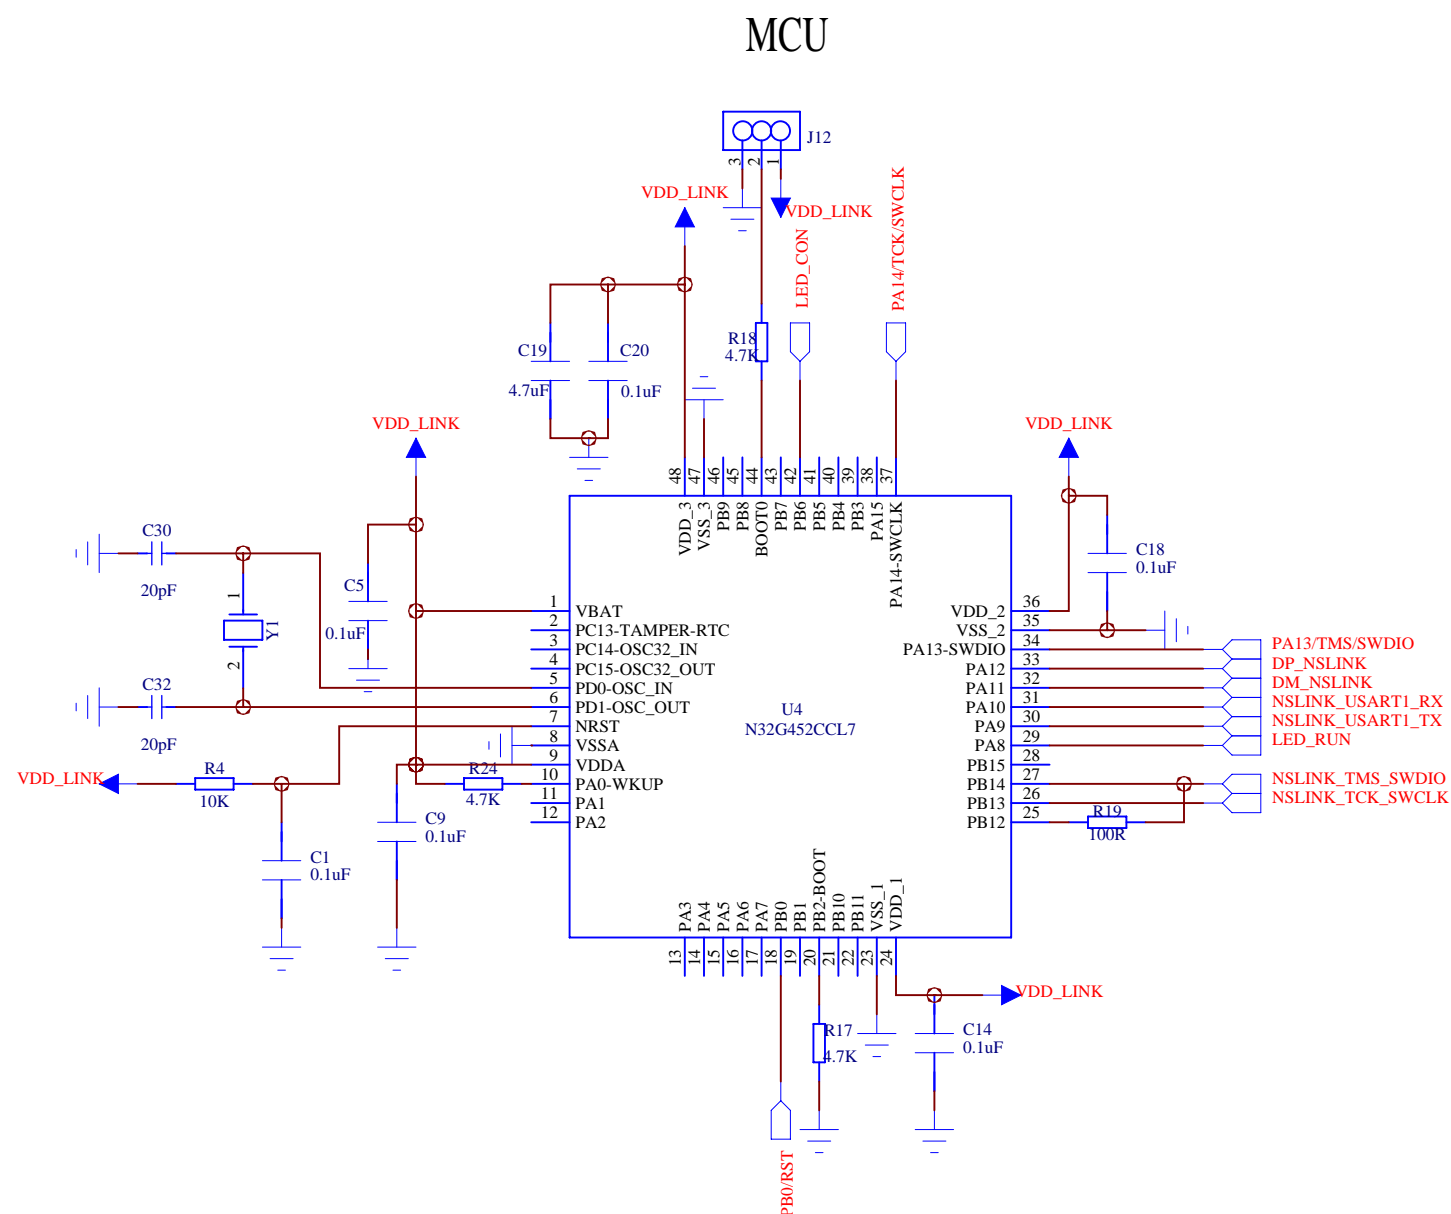 MCU
J12
3
2
1
VDD_LINK
VDD_LINK
LED_CON
PA14/TCK/SWCLK
R18
4.7K
C19
4.7uF
C20
0.1uF
VDD_LINK
VDD_LINK
48
47
46
45
44
43
42
41
40
39
38
37
VDD_3
VSS_3
PB9
PB8
BOOT0
PB7
PB6
PB5
PB4
PB3
PA15
PA14-SWCLK
C30
20pF
1
Y1
2
C32
20pF
C5
0.1uF
C18
0.1uF
1 VBAT
2 PC13-TAMPER-RTC
3 PC14-OSC32_IN
4 PC15-OSC32_OUT
5 PD0-OSC_IN
6 PD1-OSC_OUT
7 NRST
8 VSSA
9 VDDA
10 PA0-WKUP
11 PA1
12 PA2
U4
N32G452CCL7
VDD_2 36
VSS_2 35
PA13-SWDIO 34
PA12 33
PA11 32
PA10 31
PA9 30
PA8 29
PB15 28
PB14 27
PB13 26
PB12 25
PA13/TMS/SWDIO
DP_NSLINK
DM_NSLINK
NSLINK_USART1_RX
NSLINK_USART1_TX
LED_RUN
NSLINK_TMS_SWDIO
NSLINK_TCK_SWCLK
R19
100R
VDD_LINK
R4
10K
R24
4.7K
C9
0.1uF
C1
0.1uF
PA3
PA4
PA5
PA6
PA7
PB0
PB1
PB2-BOOT
PB10
PB11
VSS_1
VDD_1
13
14
15
16
17
18
19
20
21
22
23
24
VDD_LINK
R17
4.7K
C14
0.1uF
PB0/RST